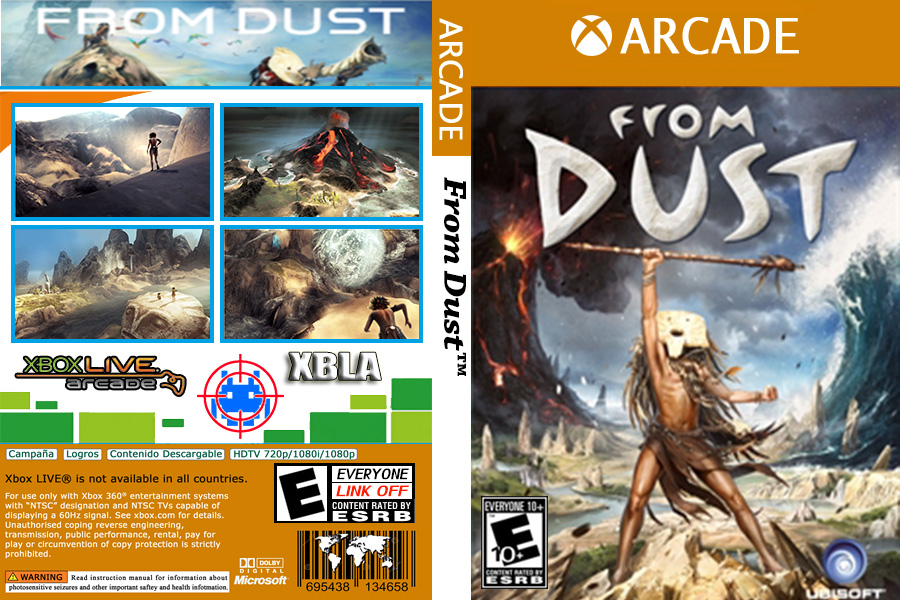 FROM DUST
XBOX LIVE
arcade
XBLA
Campaña
Logros
Contenido Descargable
HDTV 720p/1080i/1080p
Xbox LIVE® is not available in all countries.
For use only with Xbox 360® entertainment systems
with “NTSC” designation and NTSC TVs capable of
displaying a 60Hz signal. See xbox.com for details.
Unauthorised coping reverse engineering,
transmission, public performance, rental, pay for
play or circumvention of copy protection is strictly
prohibited.
WARNING Read instruction manual for information about
photosensitive seizures and other important saftey and health infotmation.
E
EVERYONE
LINK OFF
CONTENT RATED BY
ESRB
DOLBY
DIGITAL
Microsoft
695438 134658
ARCADE
From Dust™
ARCADE
FROM
DUST
EVERYONE 10+
E
10+
CONTENT RATED BY
ESRB
UBISOFT